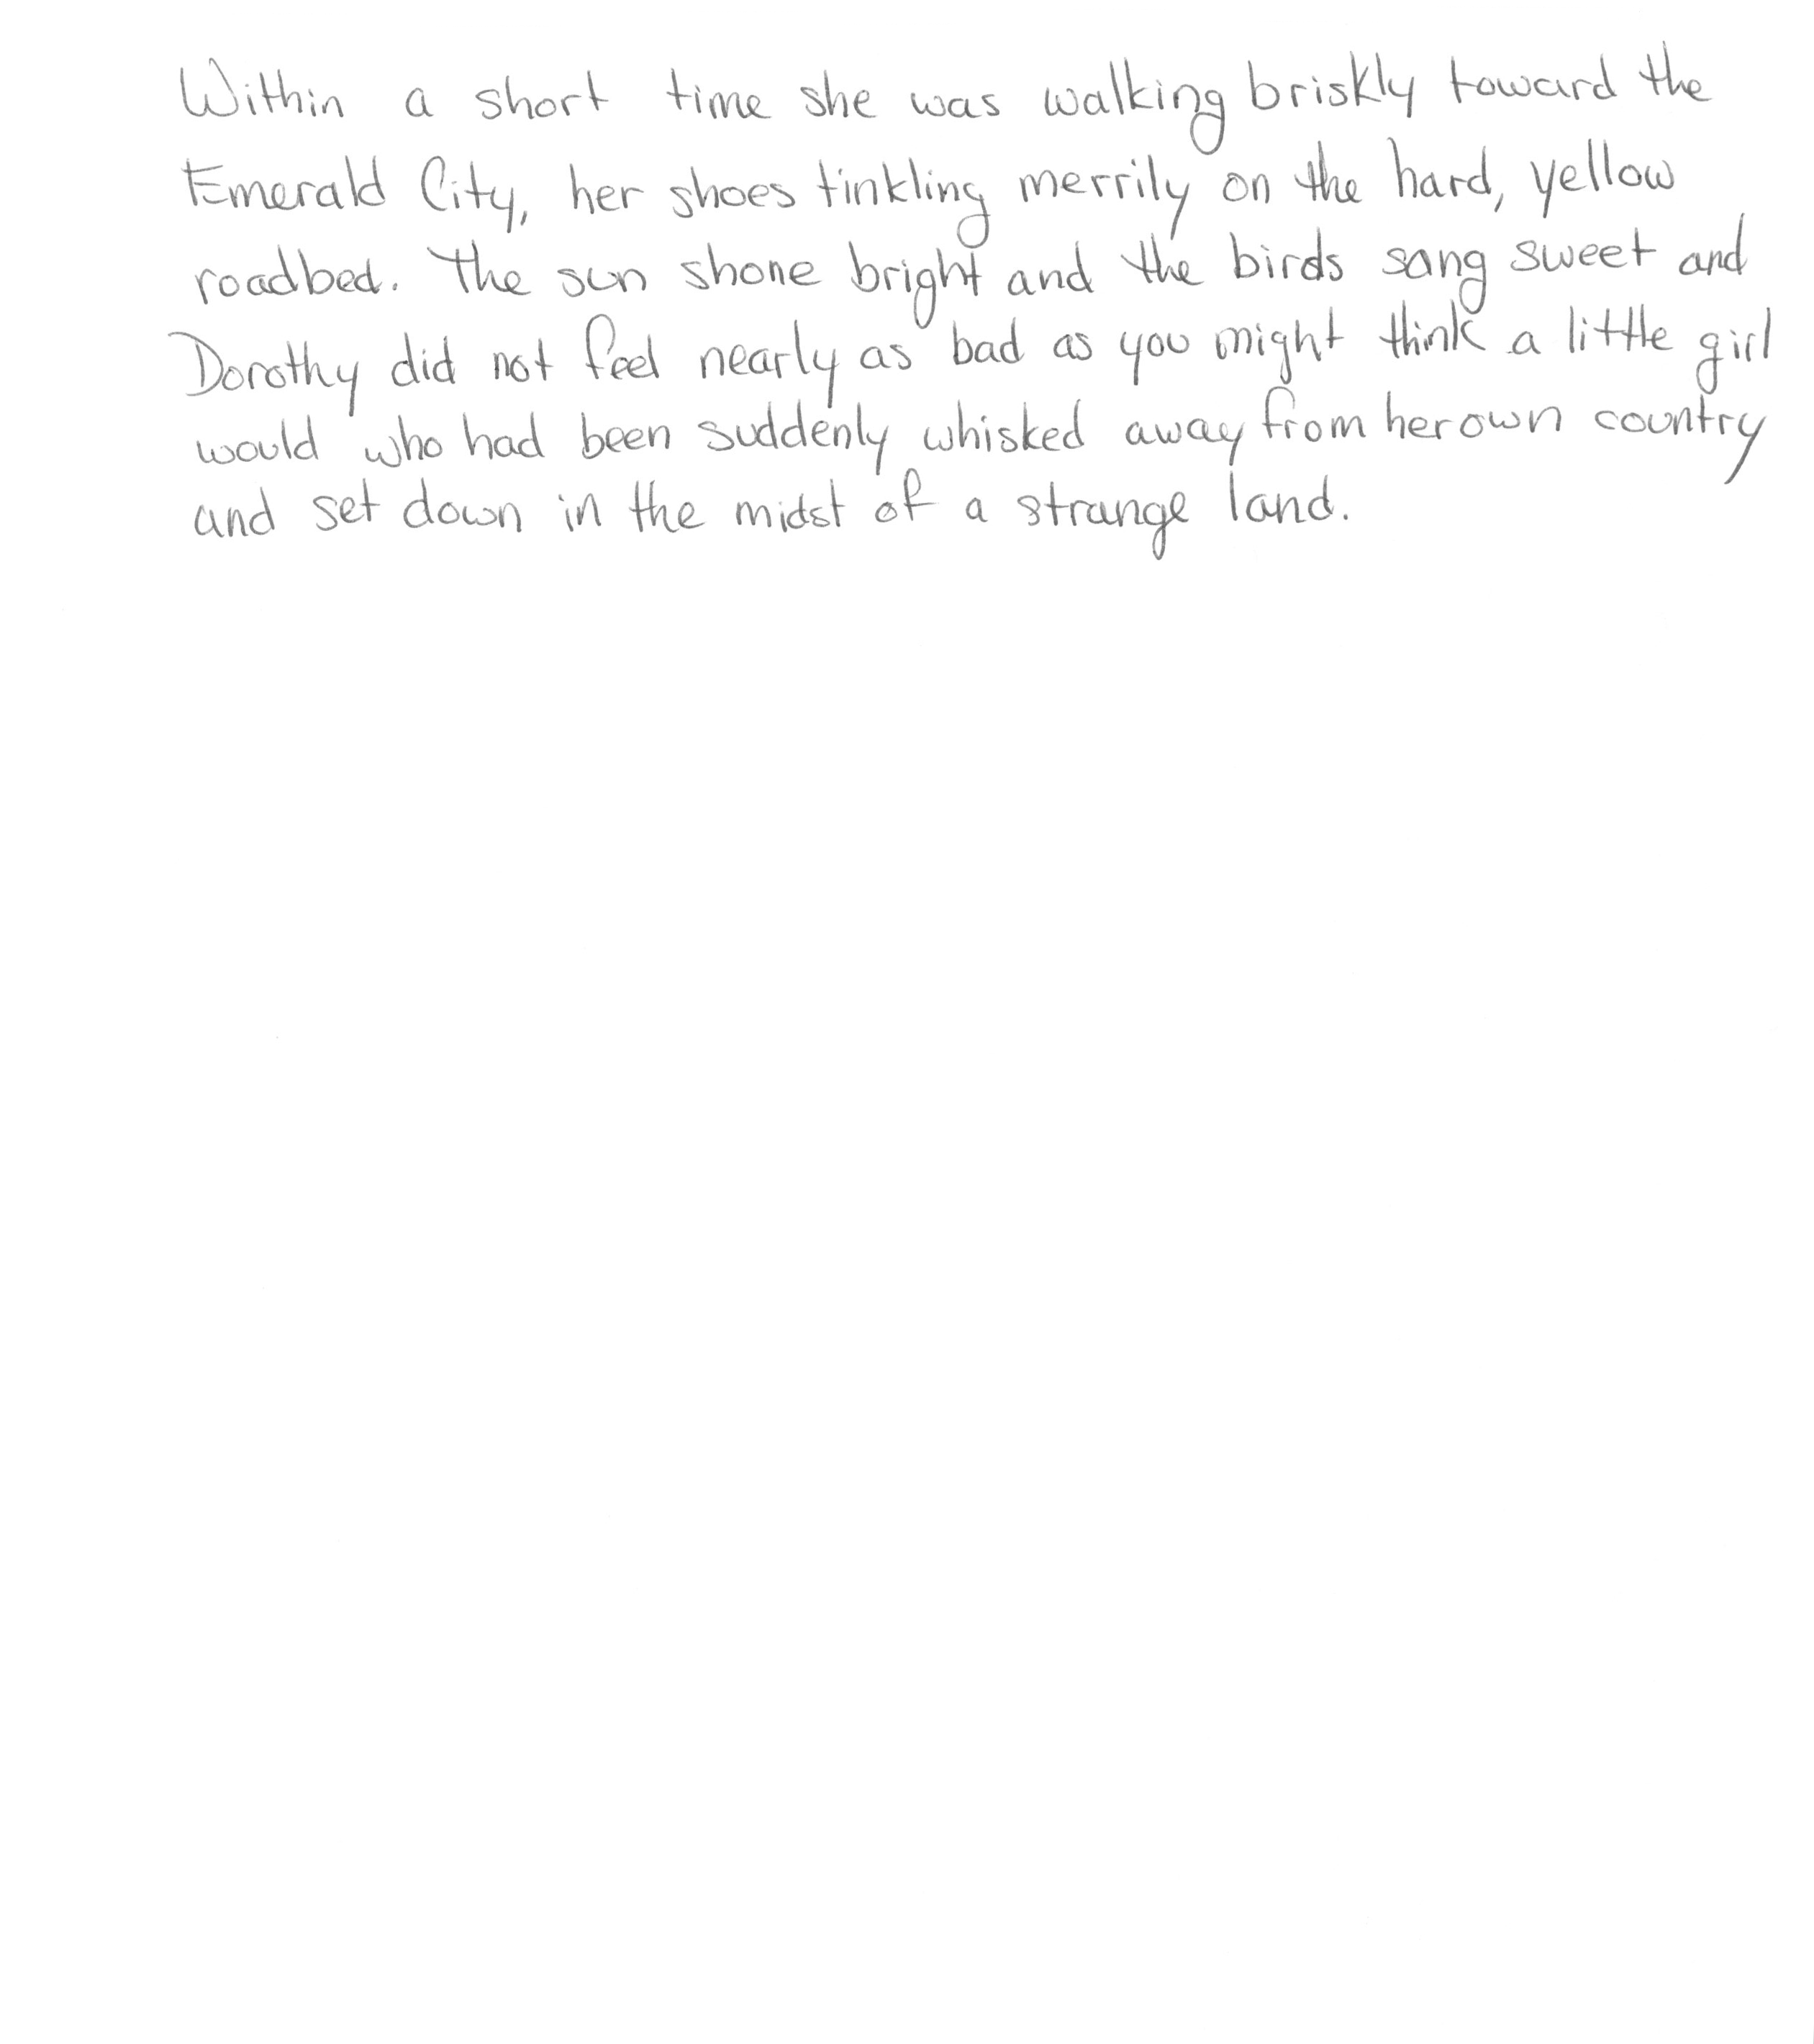 Within a short time she was walking briskly toward the
Emerald City, her shoes tinkling merrily on the hard, yellow
roadbed. The sun shone bright and the birds sang sweet and
Dorothy did not feel nearly as bad as you might think a little girl
would who had been suddenly whisked away from her own country
and set down in the midst of a strange land.